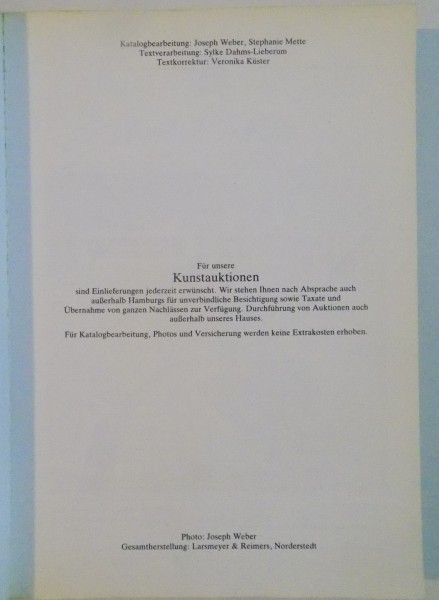 Katalogbearbeitung: Joseph Weber, Stephanie Mette
Textverarbeitung: Sylke Dahms-Lieberum
Textkorrektur: Veronika Küster
Für unsere
Kunstauktionen
sind Einlieferungen jederzeit erwünscht. Wir stehen Ihnen nach Absprache auch
außerhalb Hamburgs für unverbindliche Besichtigung sowie Taxate und
Übernahme von ganzen Nachlässen zur Verfügung. Durchführung von Auktionen auch
außerhalb unseres Hauses.
Für Katalogbearbeitung, Photos und Versicherung werden keine Extrakosten erhoben.
Photo: Joseph Weber
Gesamtherstellung: Larsmeyer & Reimers, Norderstedt